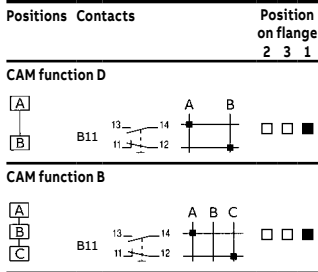 Positions Contacts Position
on flange
2 3 1
CAM function D
A A B
13 14
B B11 11 12
CAM function B
A A B C
B 13 14
B11 11 12
C